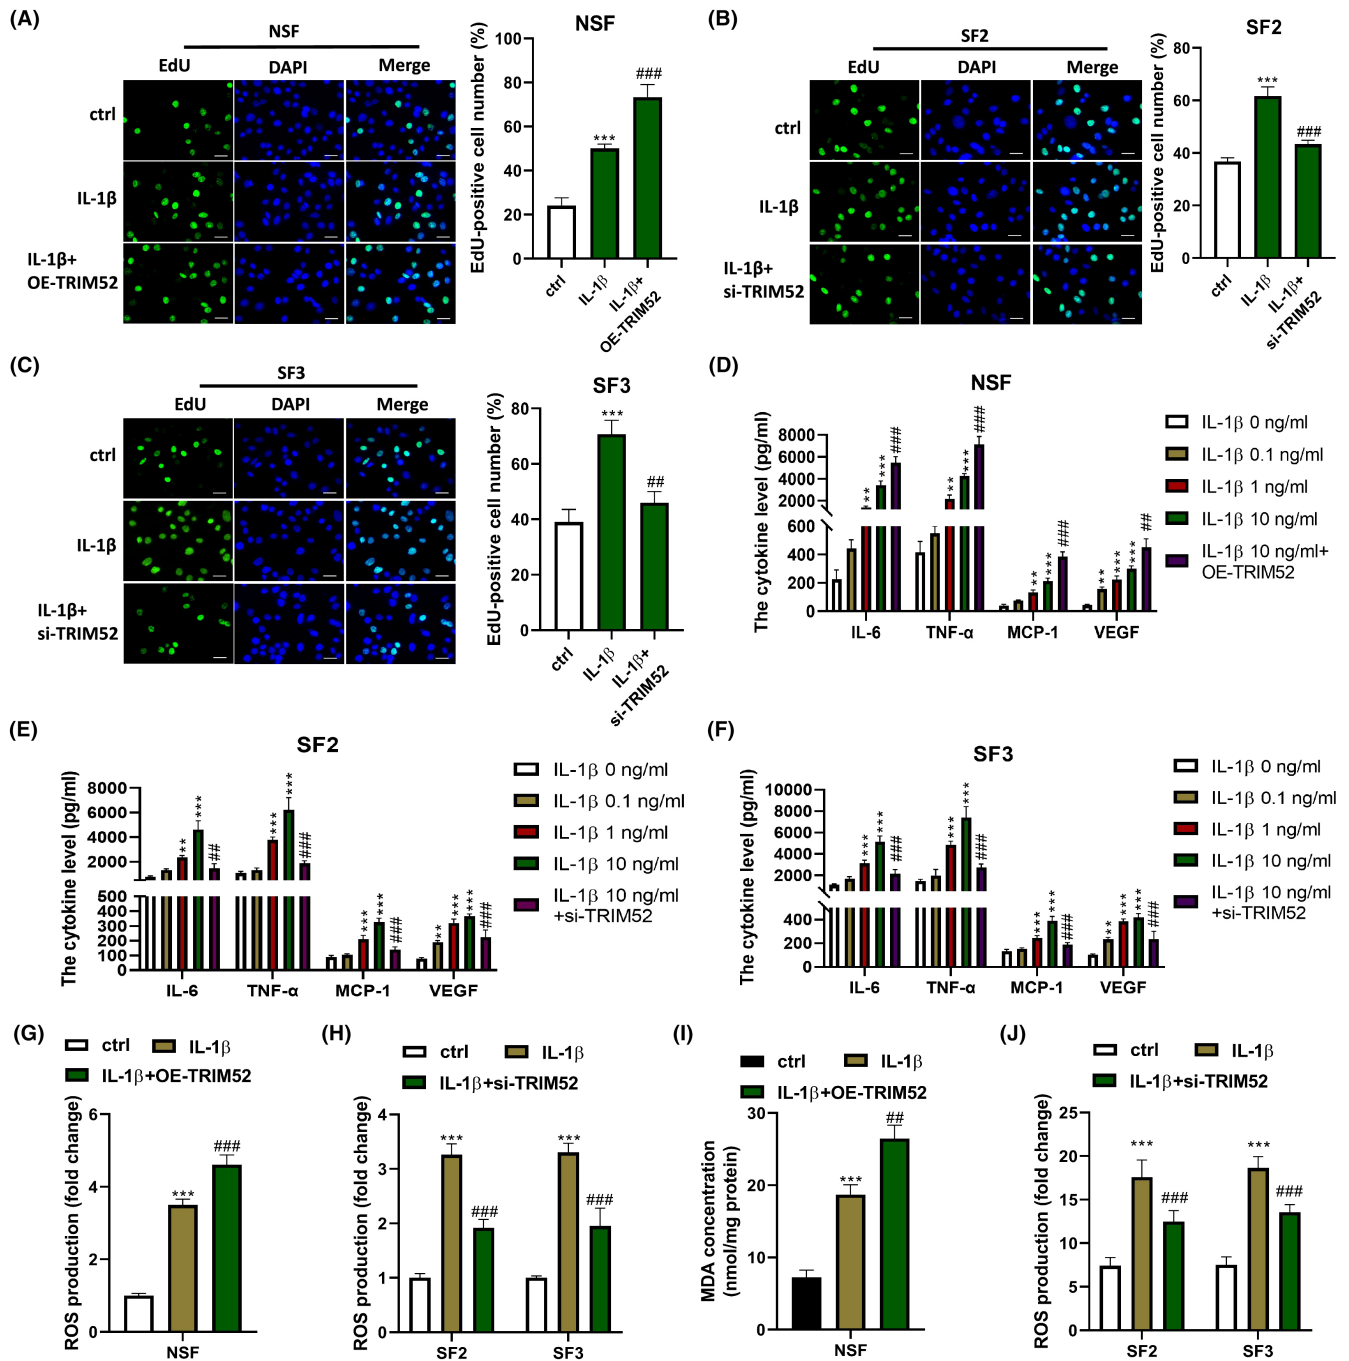 (A)
NSF
EdU DAPI Merge
ctrl
IL-1β
IL-1β+
OE-TRIM52
NSF
EdU-positive cell number (%)
100
80
60
40
20
0
***
###
ctrl
IL-1β
IL-1β+
OE-TRIM52
(B)
SF2
EdU DAPI Merge
ctrl
IL-1β
IL-1β+
si-TRIM52
SF2
EdU-positive cell number (%)
80
60
40
20
0
***
###
ctrl
IL-1β
IL-1β+
si-TRIM52
(C)
SF3
EdU DAPI Merge
ctrl
IL-1β
IL-1β+
si-TRIM52
SF3
EdU-positive cell number (%)
80
60
40
20
0
***
##
ctrl
IL-1β
IL-1β+
si-TRIM52
(D)
NSF
The cytokine level (pg/ml)
8000
6000
4000
2000
600
400
200
0
** *** ###
** *** ###
** *** ###
** *** *** ##
IL-6 TNF-α MCP-1 VEGF
IL-1β 0 ng/ml
IL-1β 0.1 ng/ml
IL-1β 1 ng/ml
IL-1β 10 ng/ml
IL-1β 10 ng/ml+
OE-TRIM52
(E)
SF2
The cytokine level (pg/ml)
8000
6000
4000
2000
500
400
300
200
100
0
** *** ##
*** *** ###
*** *** ###
** *** *** ###
IL-6 TNF-α MCP-1 VEGF
IL-1β 0 ng/ml
IL-1β 0.1 ng/ml
IL-1β 1 ng/ml
IL-1β 10 ng/ml
IL-1β 10 ng/ml
+si-TRIM52
(F)
SF3
The cytokine level (pg/ml)
10000
8000
6000
4000
2000
400
200
0
*** *** ###
*** *** ###
*** *** ###
** *** *** ###
IL-6 TNF-α MCP-1 VEGF
IL-1β 0 ng/ml
IL-1β 0.1 ng/ml
IL-1β 1 ng/ml
IL-1β 10 ng/ml
IL-1β 10 ng/ml
+si-TRIM52
(G)
ctrl IL-1β
IL-1β+OE-TRIM52
ROS production (fold change)
6
4
2
0
***
###
NSF
(H)
ctrl IL-1β
IL-1β+si-TRIM52
ROS production (fold change)
4
3
2
1
0
*** ###
*** ###
SF2 SF3
(I)
ctrl IL-1β
IL-1β+OE-TRIM52
MDA concentration
(nmol/mg protein)
30
20
10
0
***
##
NSF
(J)
ctrl IL-1β
IL-1β+si-TRIM52
ROS production (fold change)
25
20
15
10
5
0
*** ###
*** ###
SF2 SF3